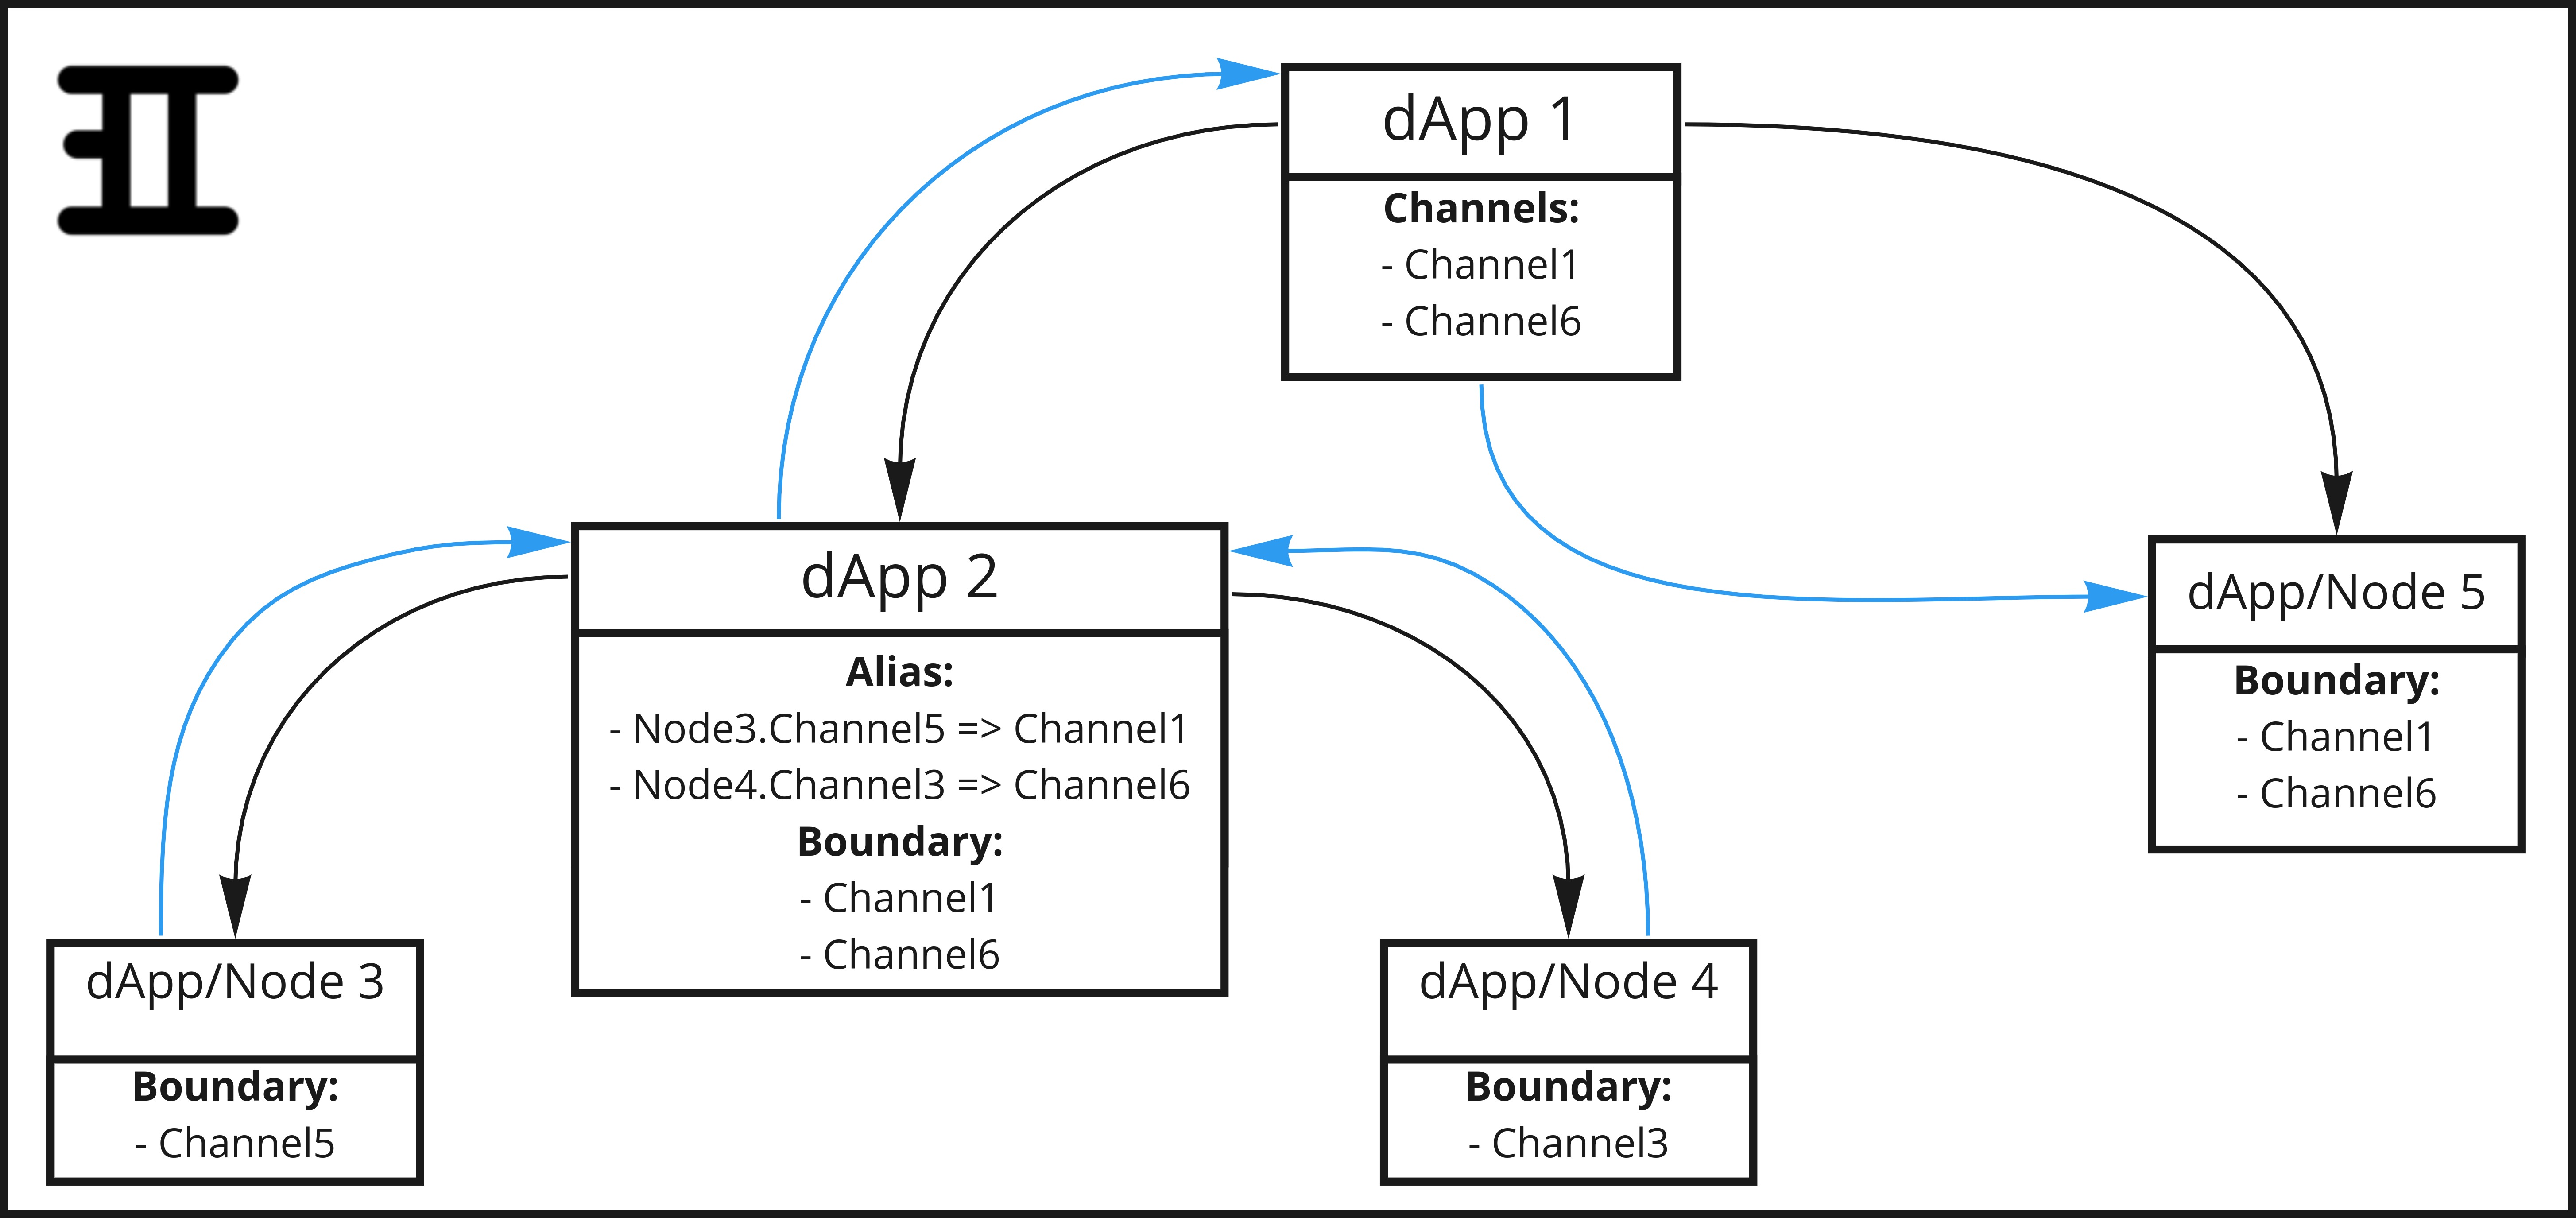 dApp 1
Channels:
- Channel1
- Channel6
dApp 2
Alias:
- Node3.Channel5 => Channel1
- Node4.Channel3 => Channel6
Boundary:
- Channel1
- Channel6
dApp/Node 5
Boundary:
- Channel1
- Channel6
dApp/Node 3
Boundary:
- Channel5
dApp/Node 4
Boundary:
- Channel3